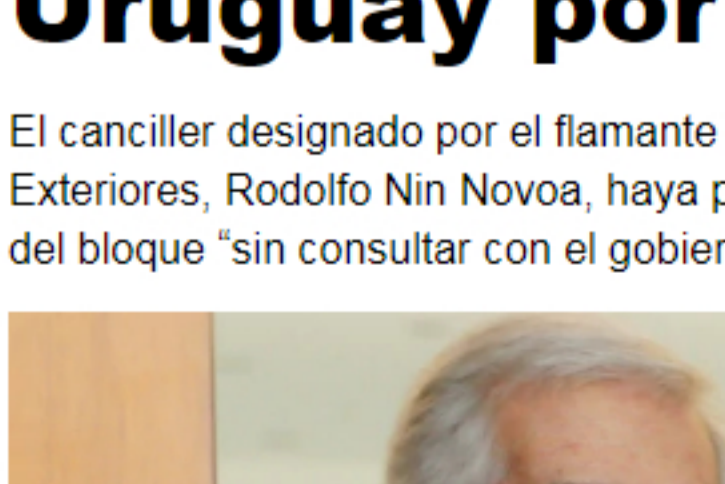 Uruguay por
El canciller designado por el flamante
Exteriores, Rodolfo Nin Novoa, haya
del bloque “sin consultar con el